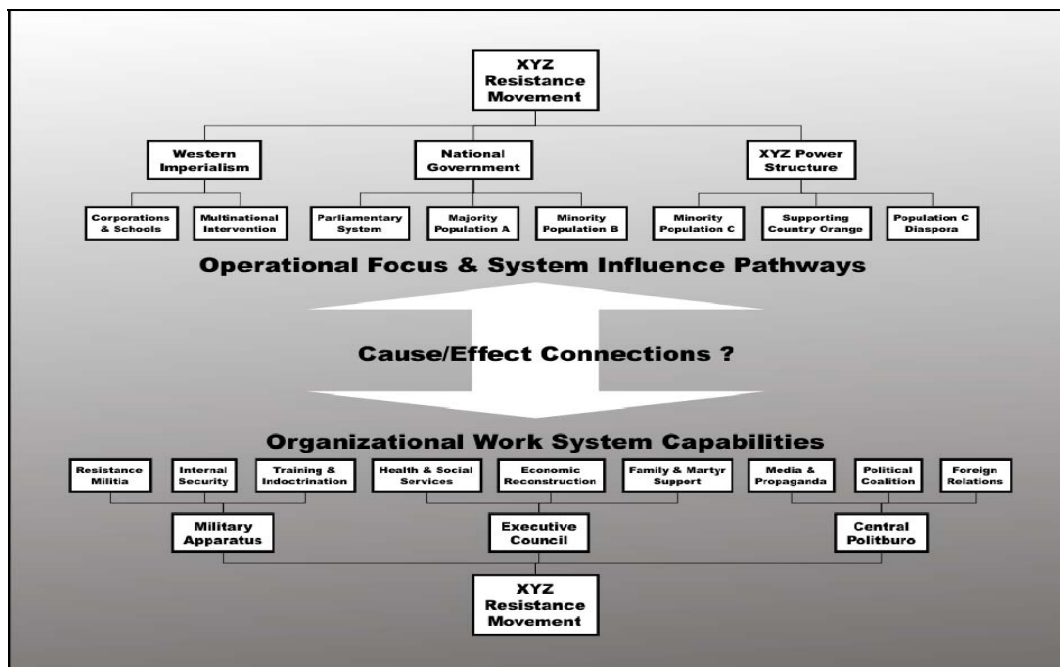 XYZ
Resistance
Movement
Western
Imperialism
National
Government
XYZ Power
Structure
Corporations
& Schools
Multinational
Intervention
Parliamentary
System
Majority
Population A
Minority
Population B
Minority
Population C
Supporting
Country Orange
Population C
Diaspora
Operational Focus & System Influence Pathways
Cause/Effect Connections ?
Organizational Work System Capabilities
Resistance
Militia
Internal
Security
Training &
Indoctrination
Health & Social
Services
Economic
Reconstruction
Family & Martyr
Support
Media &
Propaganda
Political
Coalition
Foreign
Relations
Military
Apparatus
Executive
Council
Central
Politburo
XYZ
Resistance
Movement